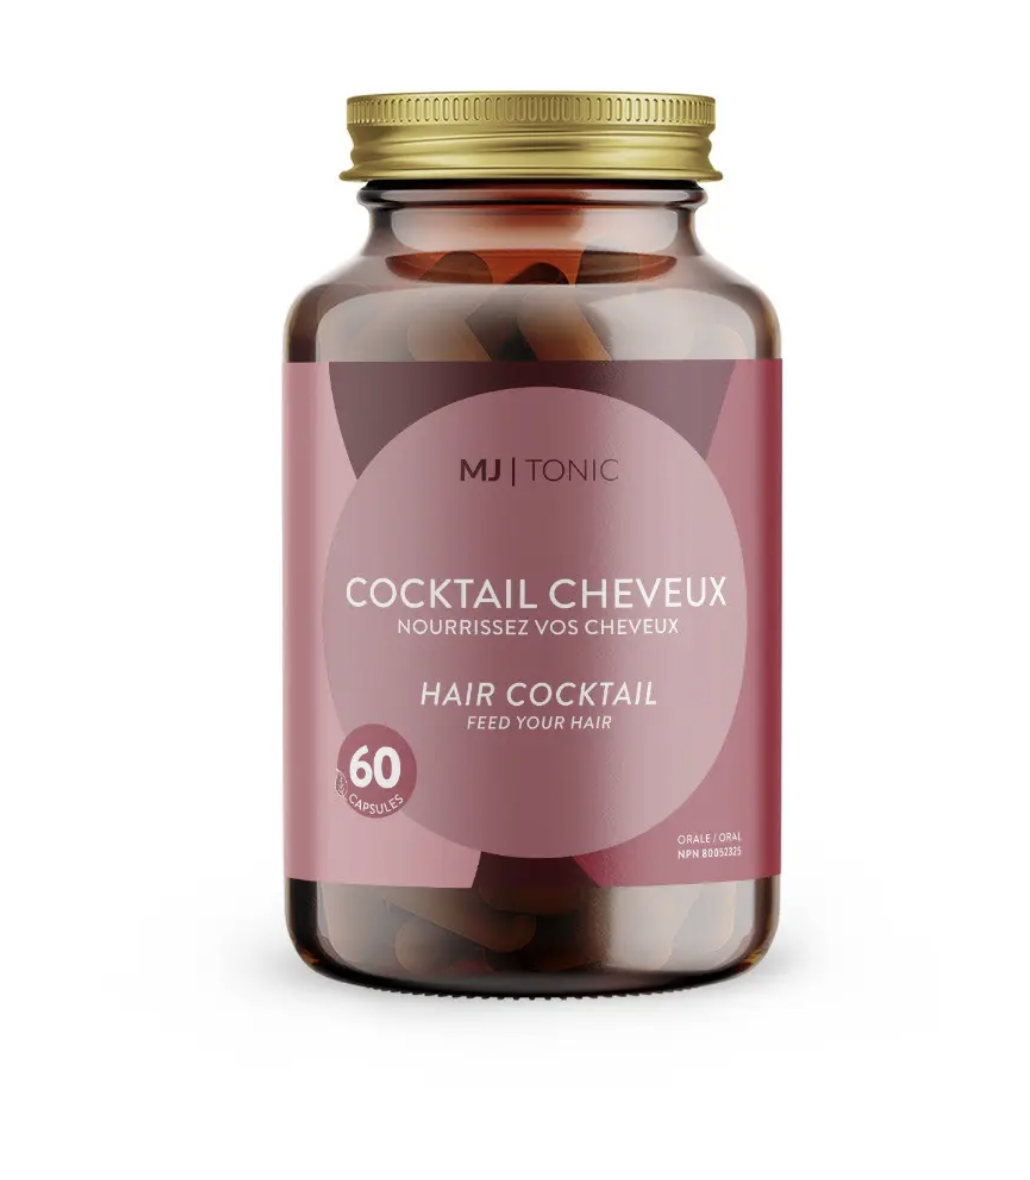 MJ | TONIC
COCKTAIL CHEVEUX
NOURRISSEZ VOS CHEVEUX
HAIR COCKTAIL
FEED YOUR HAIR
60
CAPSULES
ORALE / ORAL
NPN 80052325